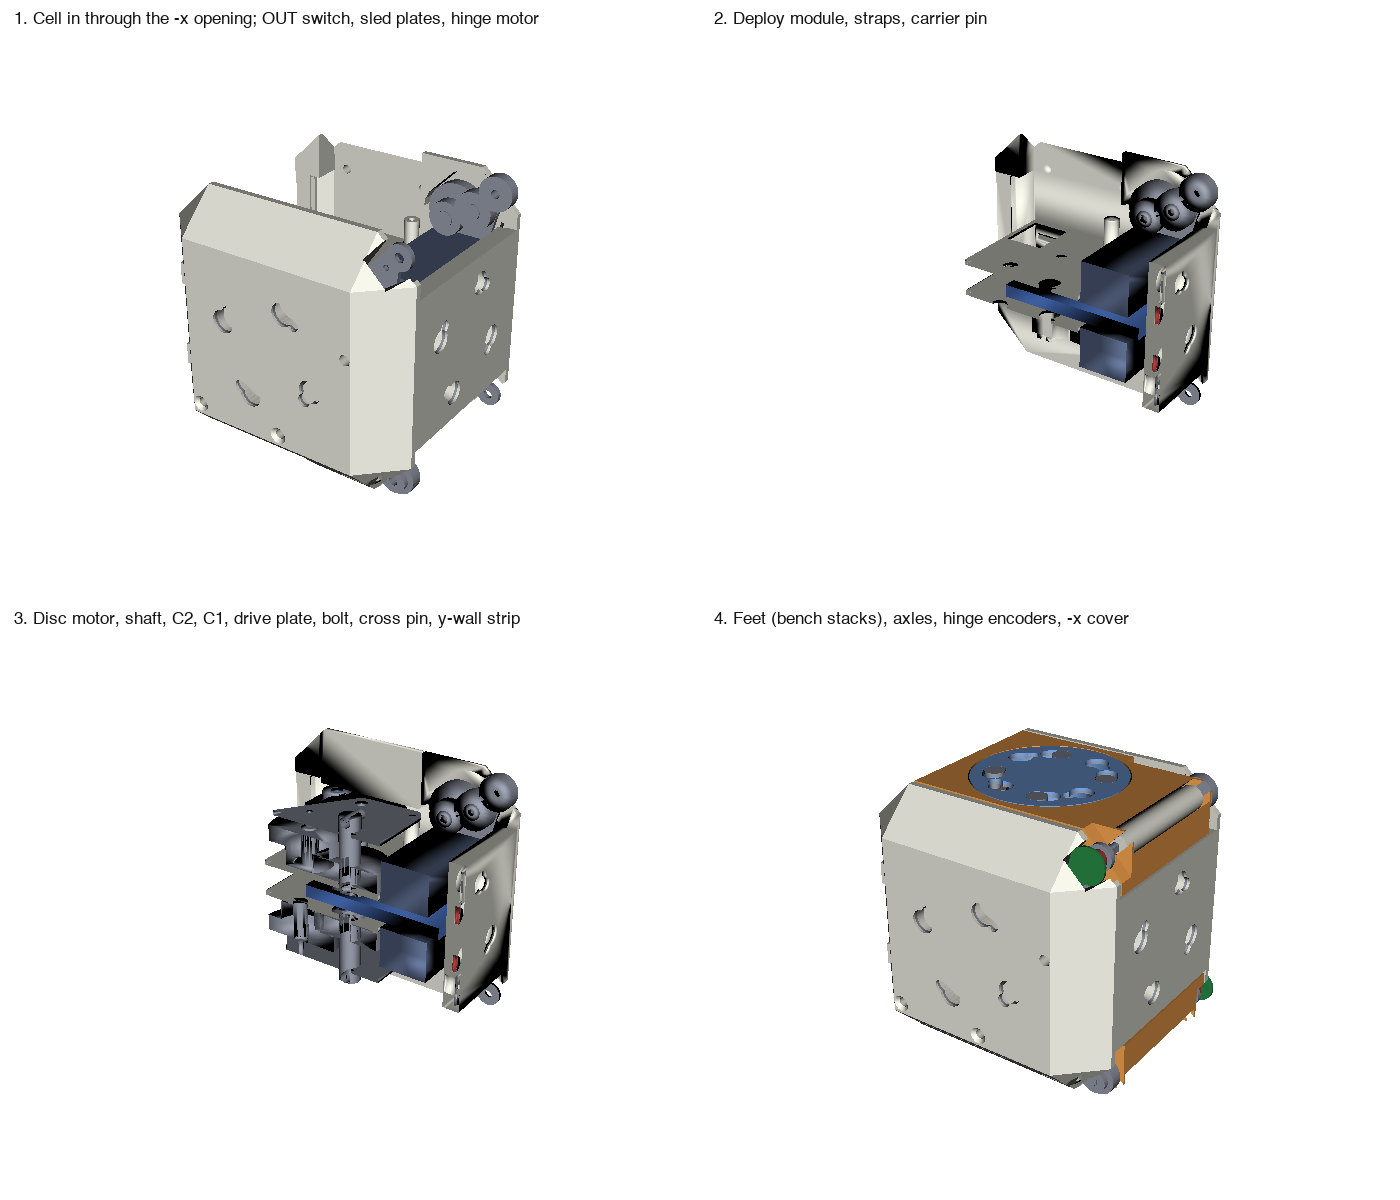 1. Cell in through the -x opening; OUT switch, sled plates, hinge motor
2. Deploy module, straps, carrier pin
3. Disc motor, shaft, C2, C1, drive plate, bolt, cross pin, y-wall strip
4. Feet (bench stacks), axles, hinge encoders, -x cover